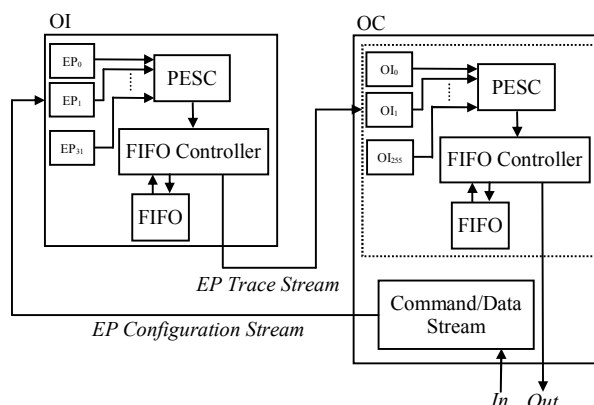 OI
EP0
EP1
EP31
PESC
FIFO Controller
FIFO
EP Trace Stream
EP Configuration Stream
OC
OI0
OI1
OI255
PESC
FIFO Controller
FIFO
Command/Data
Stream
In Out